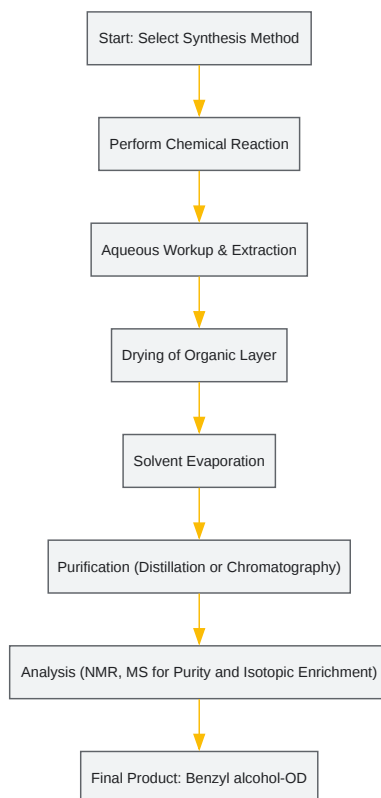 Start: Select Synthesis Method
Perform Chemical Reaction
Aqueous Workup & Extraction
Drying of Organic Layer
Solvent Evaporation
Purification (Distillation or Chromatography)
Analysis (NMR, MS for Purity and Isotopic Enrichment)
Final Product: Benzyl alcohol-OD